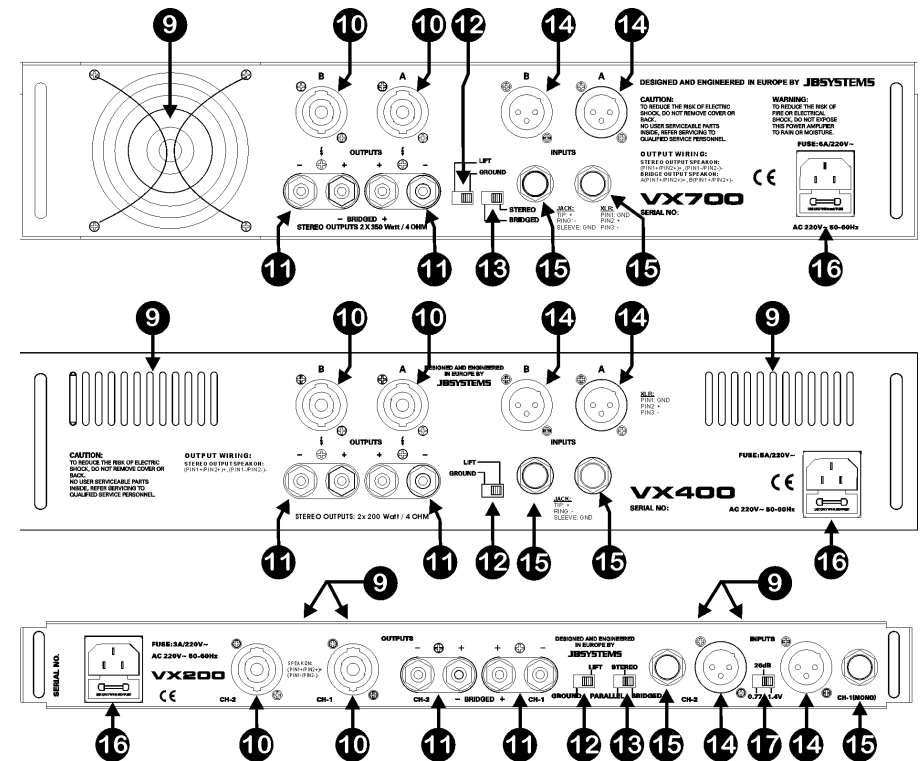 9 10 10 12 14 14
B A B A
DESIGNED AND ENGINEERED IN EUROPE BY JBSYSTEMS
CAUTION:
TO REDUCE THE RISK OF ELECTRIC
SHOCK, DO NOT REMOVE COVER OR
BACK.
NO USER SERVICEABLE PARTS
INSIDE, REFER SERVICING TO
QUALIFIED SERVICE PERSONNEL.
WARNING:
TO REDUCE THE RISK OF
FIRE OR ELECTRICAL
SHOCK, DO NOT EXPOSE
THIS POWER AMPLIFIER
TO RAIN OR MOISTURE.
FUSE:6A/220V~
OUTPUTS
- + + -
- BRIDGED +
STEREO OUTPUTS 2 X 350 Watt / 4 OHM
LIFT
GROUND
STEREO
BRIDGED
INPUTS
JACK:
TIP: +
RING: -
SLEEVE: GND
XLR:
PIN1: GND
PIN2: +
PIN3: -
OUTPUT WIRING:
STEREO OUTPUT SPEAKON:
(PIN1+/PIN2+)+, (PIN1-/PIN2-)-
BRIDGE OUTPUT SPEAKON:
A(PIN1+/PIN2+)+, B(PIN1+/PIN2+)-
VX700
SERIAL NO:
CE
AC 220V~ 50-60Hz
11 11 13 15 15 16
9 10 10 14 14 9
B A B A
DESIGNED AND ENGINEERED
IN EUROPE BY
JBSYSTEMS
XLR:
PIN1: GND
PIN2: +
PIN3: -
CAUTION:
TO REDUCE THE RISK OF ELECTRIC
SHOCK, DO NOT REMOVE COVER OR
BACK.
NO USER SERVICEABLE PARTS
INSIDE, REFER SERVICING TO
QUALIFIED SERVICE PERSONNEL.
OUTPUT WIRING:
STEREO OUTPUT SPEAKON:
(PIN1+/PIN2+)+, (PIN1-/PIN2-)-
OUTPUTS
- + + -
STEREO OUTPUTS: 2x 200 Watt / 4 OHM
LIFT
GROUND
INPUTS
JACK:
TIP: +
RING: -
SLEEVE: GND
VX400
SERIAL NO:
FUSE:5A/220V~
CE
AC 220V~ 50-60Hz
11 11 12 15 15 16
9 9
SERIAL NO.
FUSE:3A/220V~
AC 220V~ 50-60Hz
VX200
CE
CH-2
SPEAKON:
(PIN1+/PIN2+)+
(PIN1-/PIN2-)-
CH-1
OUTPUTS
- + + -
CH-2 - BRIDGED + CH-1
DESIGNED AND ENGINEERED
IN EUROPE BY
JBSYSTEMS
LIFT STEREO
GROUND PARALLEL BRIDGED
CH-2
INPUTS
26dB
0.77 1.4V
CH-1(MONO)
16 10 10 11 11 12 13 15 14 17 14 15